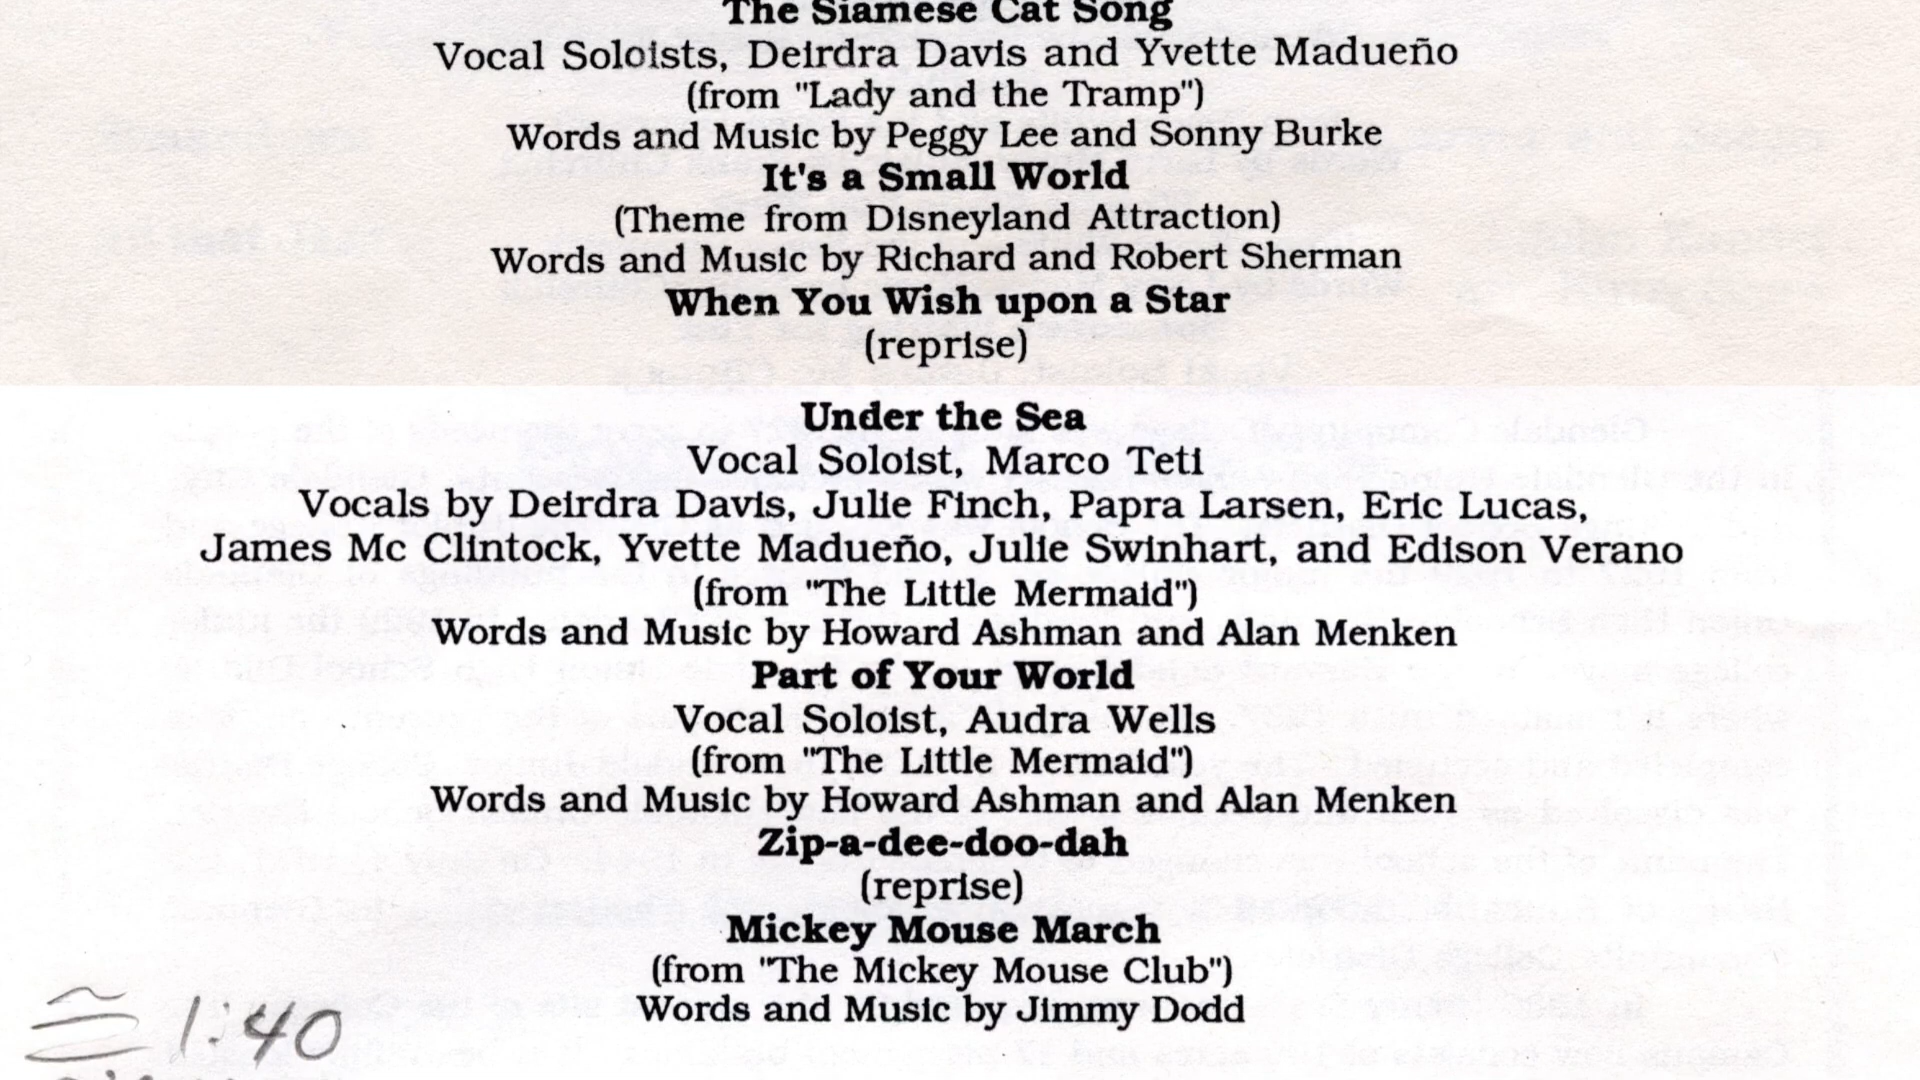 The Siamese Cat Song
Vocal Soloists, Deirdra Davis and Yvette Madueño
(from "Lady and the Tramp")
Words and Music by Peggy Lee and Sonny Burke
It's a Small World
(Theme from Disneyland Attraction)
Words and Music by Richard and Robert Sherman
When You Wish upon a Star
(reprise)
Under the Sea
Vocal Soloist, Marco Teti
Vocals by Deirdra Davis, Julie Finch, Papra Larsen, Eric Lucas,
James Mc Clintock, Yvette Madueño, Julie Swinhart, and Edison Verano
(from "The Little Mermaid")
Words and Music by Howard Ashman and Alan Menken
Part of Your World
Vocal Soloist, Audra Wells
(from "The Little Mermaid")
Words and Music by Howard Ashman and Alan Menken
Zip-a-dee-doo-dah
(reprise)
Mickey Mouse March
(from "The Mickey Mouse Club")
Words and Music by Jimmy Dodd
≅ 1:40